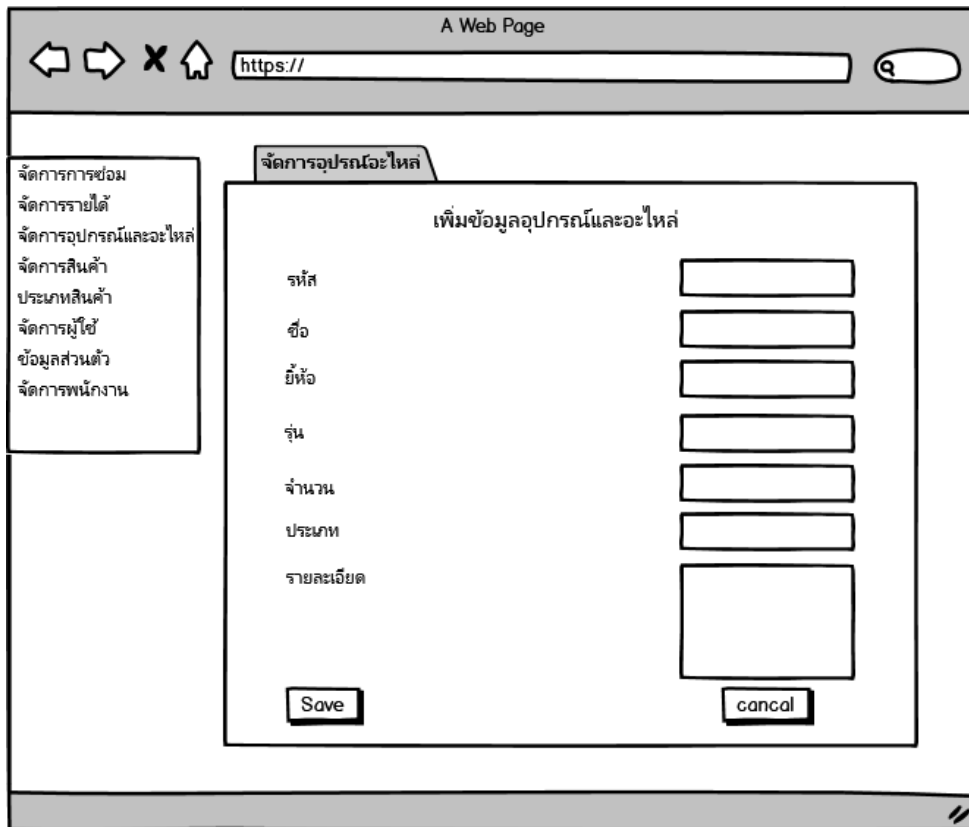 A Web Page
https://
จัดการการซ่อม
จัดการรายได้
จัดการอุปกรณ์และอะไหล่
จัดการสินค้า
ประเภทสินค้า
จัดการผู้ใช้
ข้อมูลส่วนตัว
จัดการพนักงาน
จัดการอุปรณ์อะไหล่
เพิ่มข้อมูลอุปกรณ์และอะไหล่
รหัส
ชื่อ
ยี้ห้อ
รุ่น
จำนวน
ประเภท
รายละเอียด
Save
cancal